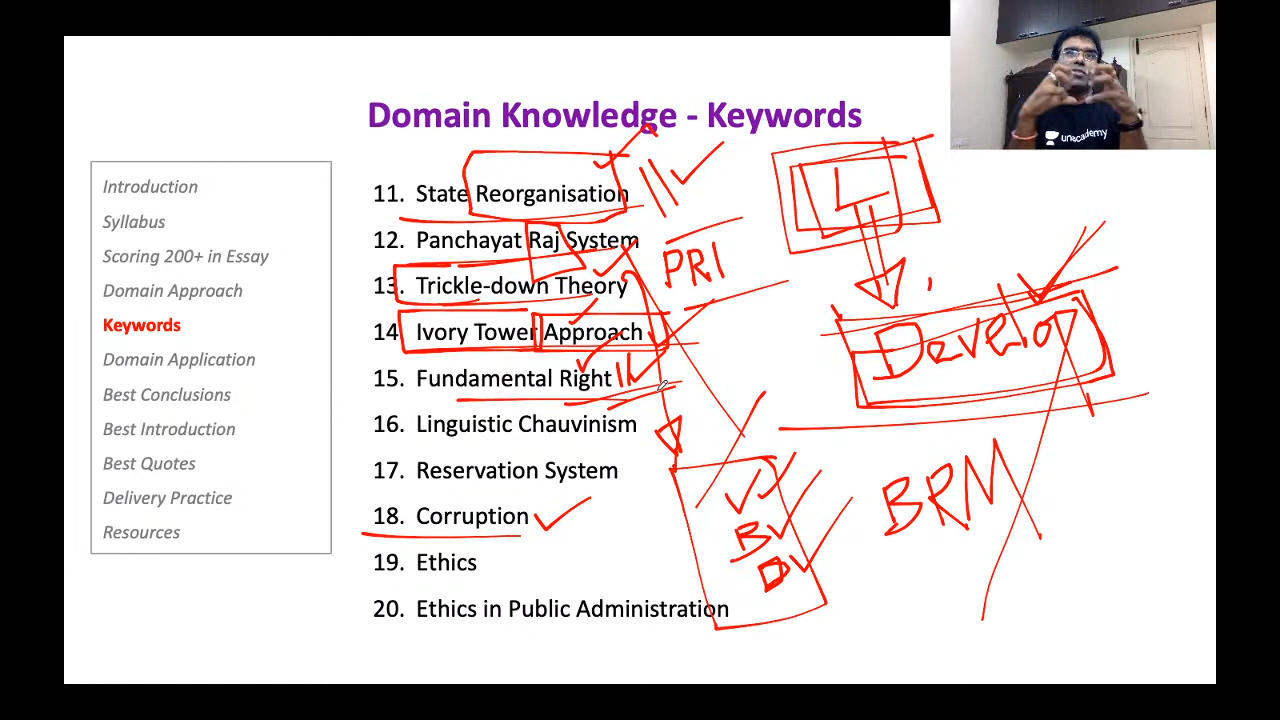 Domain Knowledge - Keywords
unacademy
Introduction
Syllabus
Scoring 200+ in Essay
Domain Approach
Keywords
Domain Application
Best Conclusions
Best Introduction
Best Quotes
Delivery Practice
Resources
11. State Reorganisation
12. Panchayat Raj System
13. Trickle-down Theory
14. Ivory Tower Approach
15. Fundamental Right
16. Linguistic Chauvinism
17. Reservation System
18. Corruption
19. Ethics
20. Ethics in Public Administration
PRI
L
Develop
BRM
V
B
D